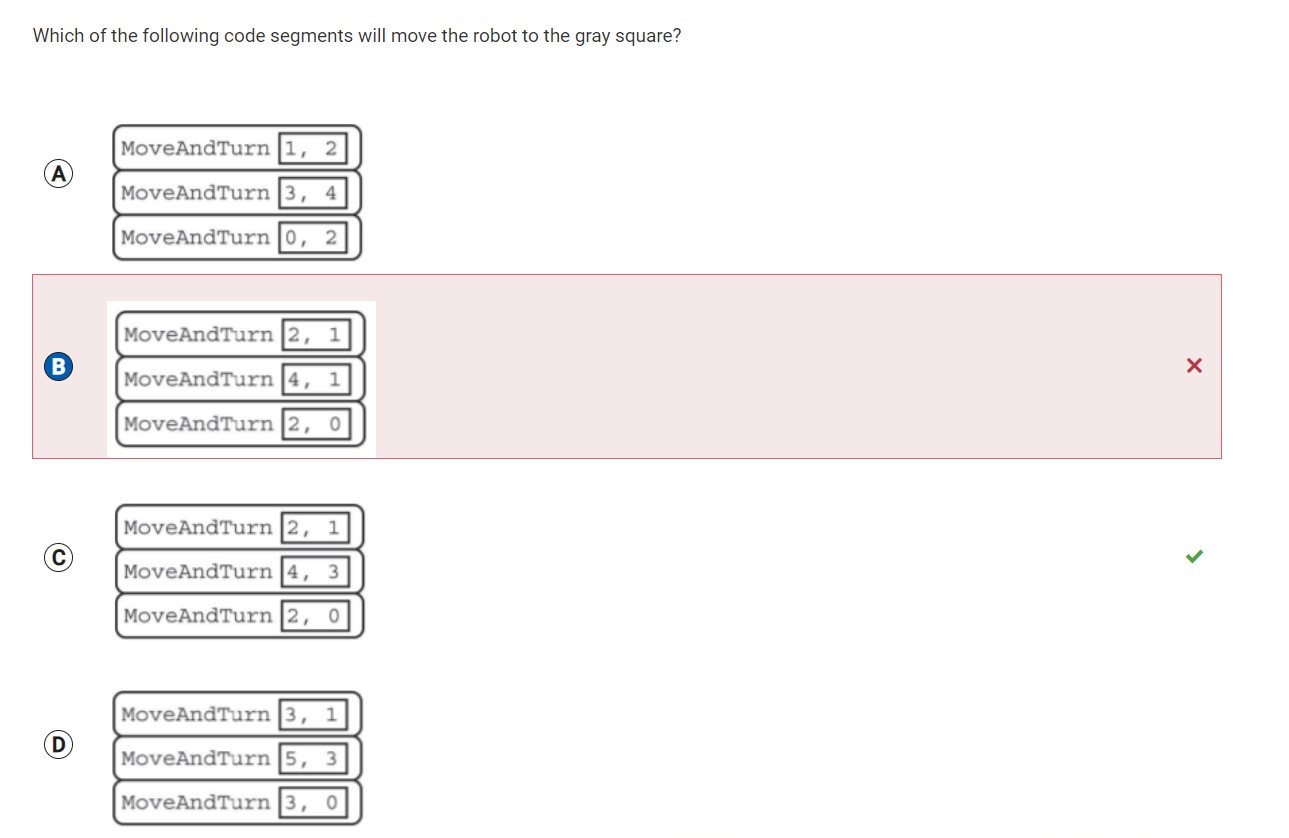 Which of the following code segments will move the robot to the gray square?
A
MoveAndTurn 1, 2
MoveAndTurn 3, 4
MoveAndTurn 0, 2
B
MoveAndTurn 2, 1
MoveAndTurn 4, 1
MoveAndTurn 2, 0
C
MoveAndTurn 2, 1
MoveAndTurn 4, 3
MoveAndTurn 2, 0
D
MoveAndTurn 3, 1
MoveAndTurn 5, 3
MoveAndTurn 3, 0